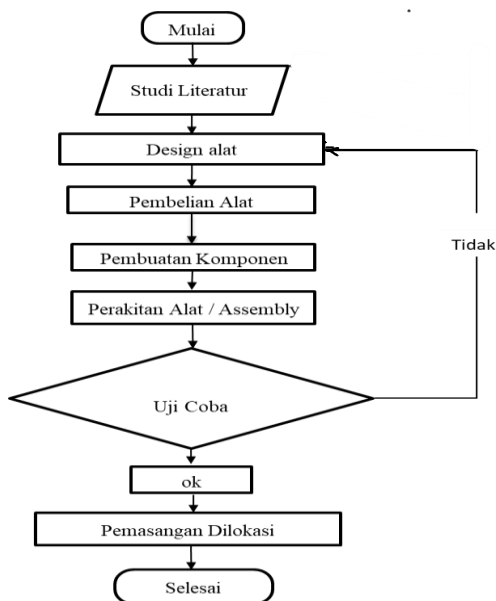 Mulai
Studi Literatur
Design alat
Pembelian Alat
Tidak
Pembuatan Komponen
Perakitan Alat / Assembly
Uji Coba
ok
Pemasangan Dilokasi
Selesai